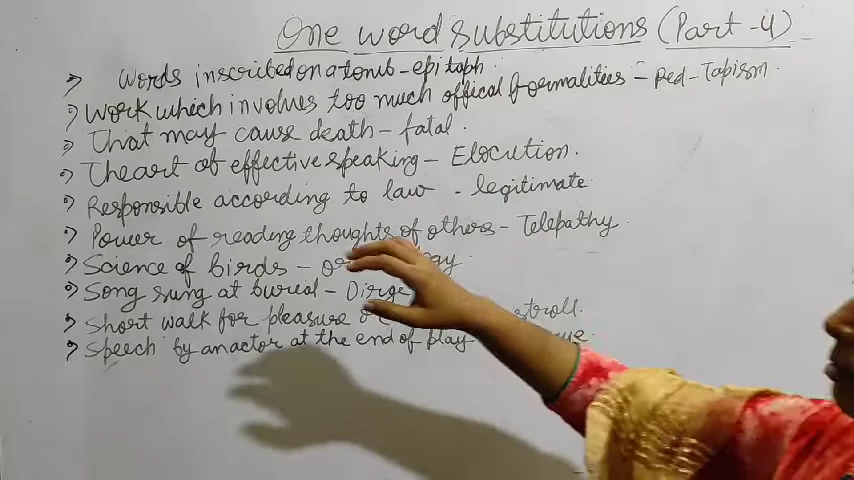 One word substitutions (Part-4)
words inscribed on a tomb - epitaph
Work which involves too much offical formalities - Red-Tapism.
That may cause death - fatal.
The art of effective speaking - Elocution.
Responsible according to law - legitimate
Power of reading thoughts of others - Telepathy.
Science of birds -
Song sung at burial - Dirge
Short walk for pleasure stroll.
Speech by an actor at the end of play